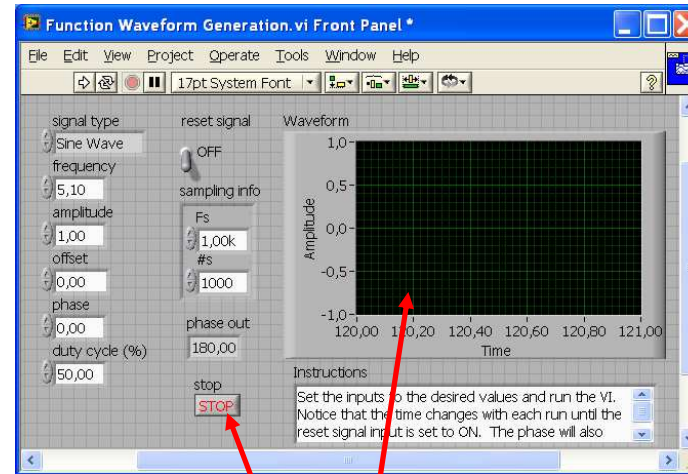 Function Waveform Generation.vi Front Panel *
File Edit View Project Operate Tools Window Help
17pt System Font
?
signal type
Sine Wave
frequency
5,10
amplitude
1,00
offset
0,00
phase
0,00
duty cycle (%)
50,00
reset signal
OFF
sampling info
Fs
1,00k
#s
1000
phase out
180,00
stop
STOP
Waveform
Amplitude
1,0
0,5
0,0
-0,5
-1,0
120,00 120,20 120,40 120,60 120,80 121,00
Time
Instructions
Set the inputs to the desired values and run the VI.
Notice that the time changes with each run until the
reset signal input is set to ON. The phase will also